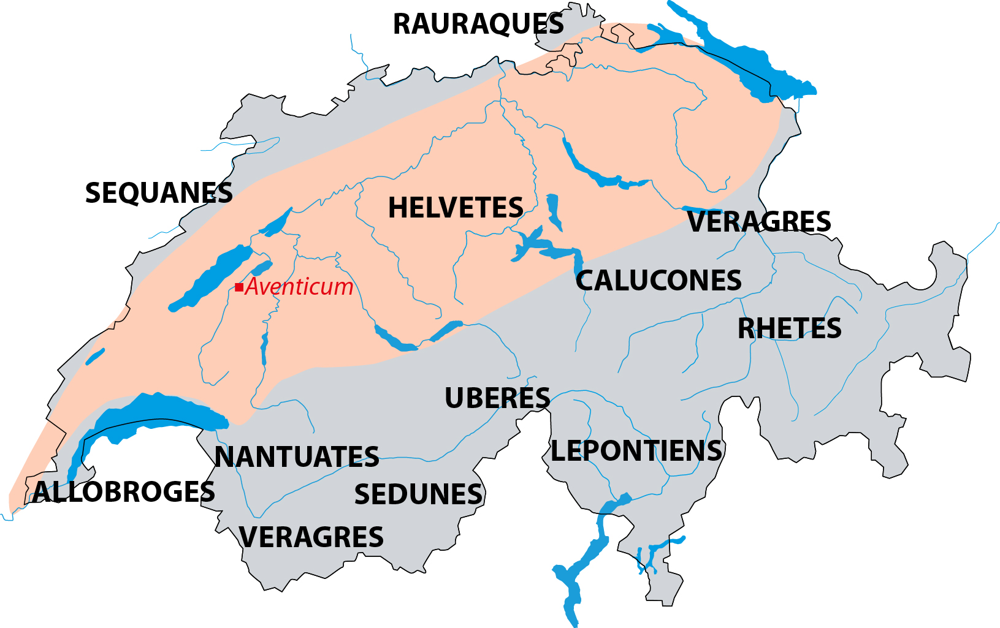 RAURAQUES
SEQUANES
HELVETES
VERAGRES
CALUCONES
Aventicum
RHETES
UBERES
LEPONTIENS
NANTUATES
ALLOBROGES
SEDUNES
VERAGRES